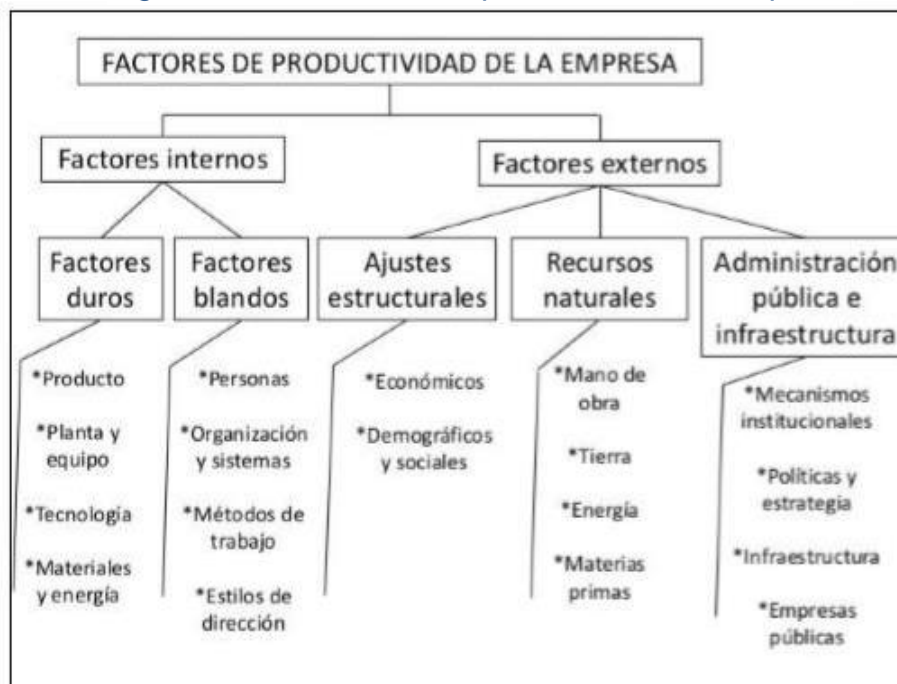 FACTORES DE PRODUCTIVIDAD DE LA EMPRESA
Factores internos
Factores externos
Factores
duros
Factores
blandos
Ajustes
estructurales
Recursos
naturales
Administración
pública e
infraestructura
*Producto
*Planta y
equipo
*Tecnología
*Materiales
y energía
*Personas
*Organización
y sistemas
*Métodos de
trabajo
*Estilos de
dirección
*Económicos
*Demográficos
y sociales
*Mano de
obra
*Tierra
*Energía
*Materias
primas
*Mecanismos
institucionales
*Políticas y
estrategia
*Infraestructura
*Empresas
públicas